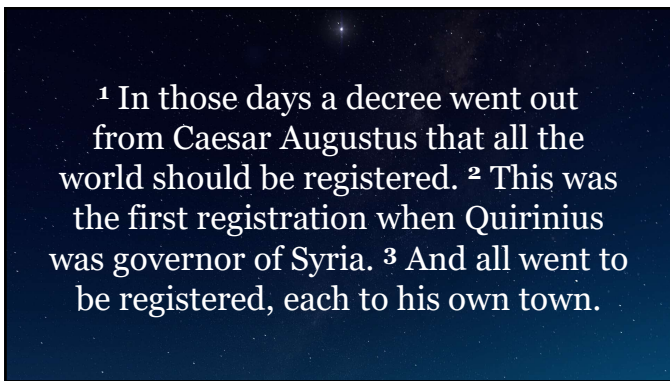 ¹ In those days a decree went out
from Caesar Augustus that all the
world should be registered. ² This was
the first registration when Quirinius
was governor of Syria. ³ And all went to
be registered, each to his own town.